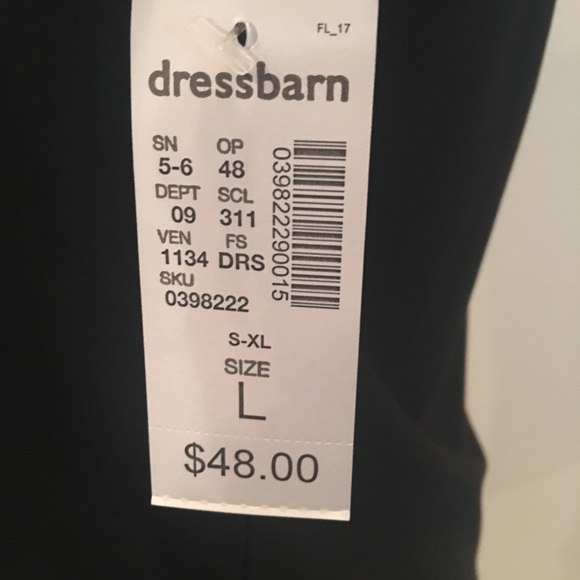 FL_17
dressbarn
SN OP
5-6 48
DEPT SCL
09 311
VEN FS
1134 DRS
SKU
0398222
039822290015
S-XL
SIZE
L
$48.00